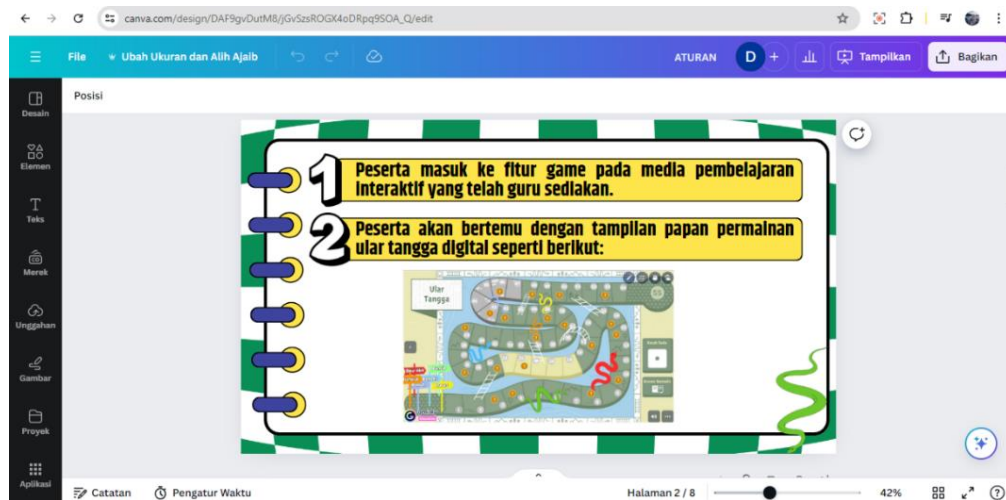 canva.com/design/DAF9gvDutM8/jGvSzsROGX4oDRpq9SOA_Q/edit
File
Ubah Ukuran dan Alih Ajaib
ATURAN
D
+
Tampilkan
Bagikan
Posisi
Desain
Elemen
Teks
Merek
Unggahan
Gambar
Proyek
Aplikasi
1
Peserta masuk ke fitur game pada media pembelajaran
interaktif yang telah guru sediakan.
2
Peserta akan bertemu dengan tampilan papan permainan
ular tangga digital seperti berikut:
Ular
Tangga
Catatan
Pengatur Waktu
Halaman 2 / 8
42%